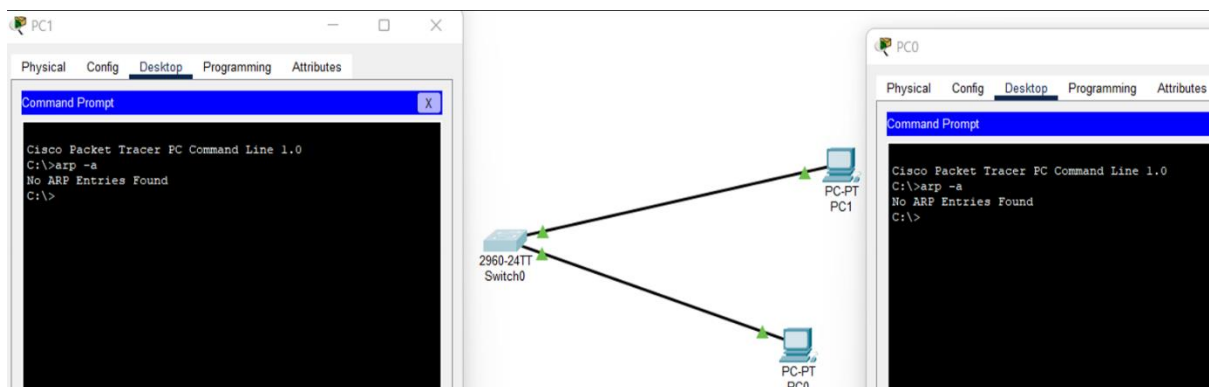 PC1
Physical Config Desktop Programming Attributes
Command Prompt X
Cisco Packet Tracer PC Command Line 1.0
C:\>arp -a
No ARP Entries Found
C:\>
2960-24TT
Switch0
PC-PT
PC1
PC-PT
PC0
PC0
Physical Config Desktop Programming Attributes
Command Prompt
Cisco Packet Tracer PC Command Line 1.0
C:\>arp -a
No ARP Entries Found
C:\>